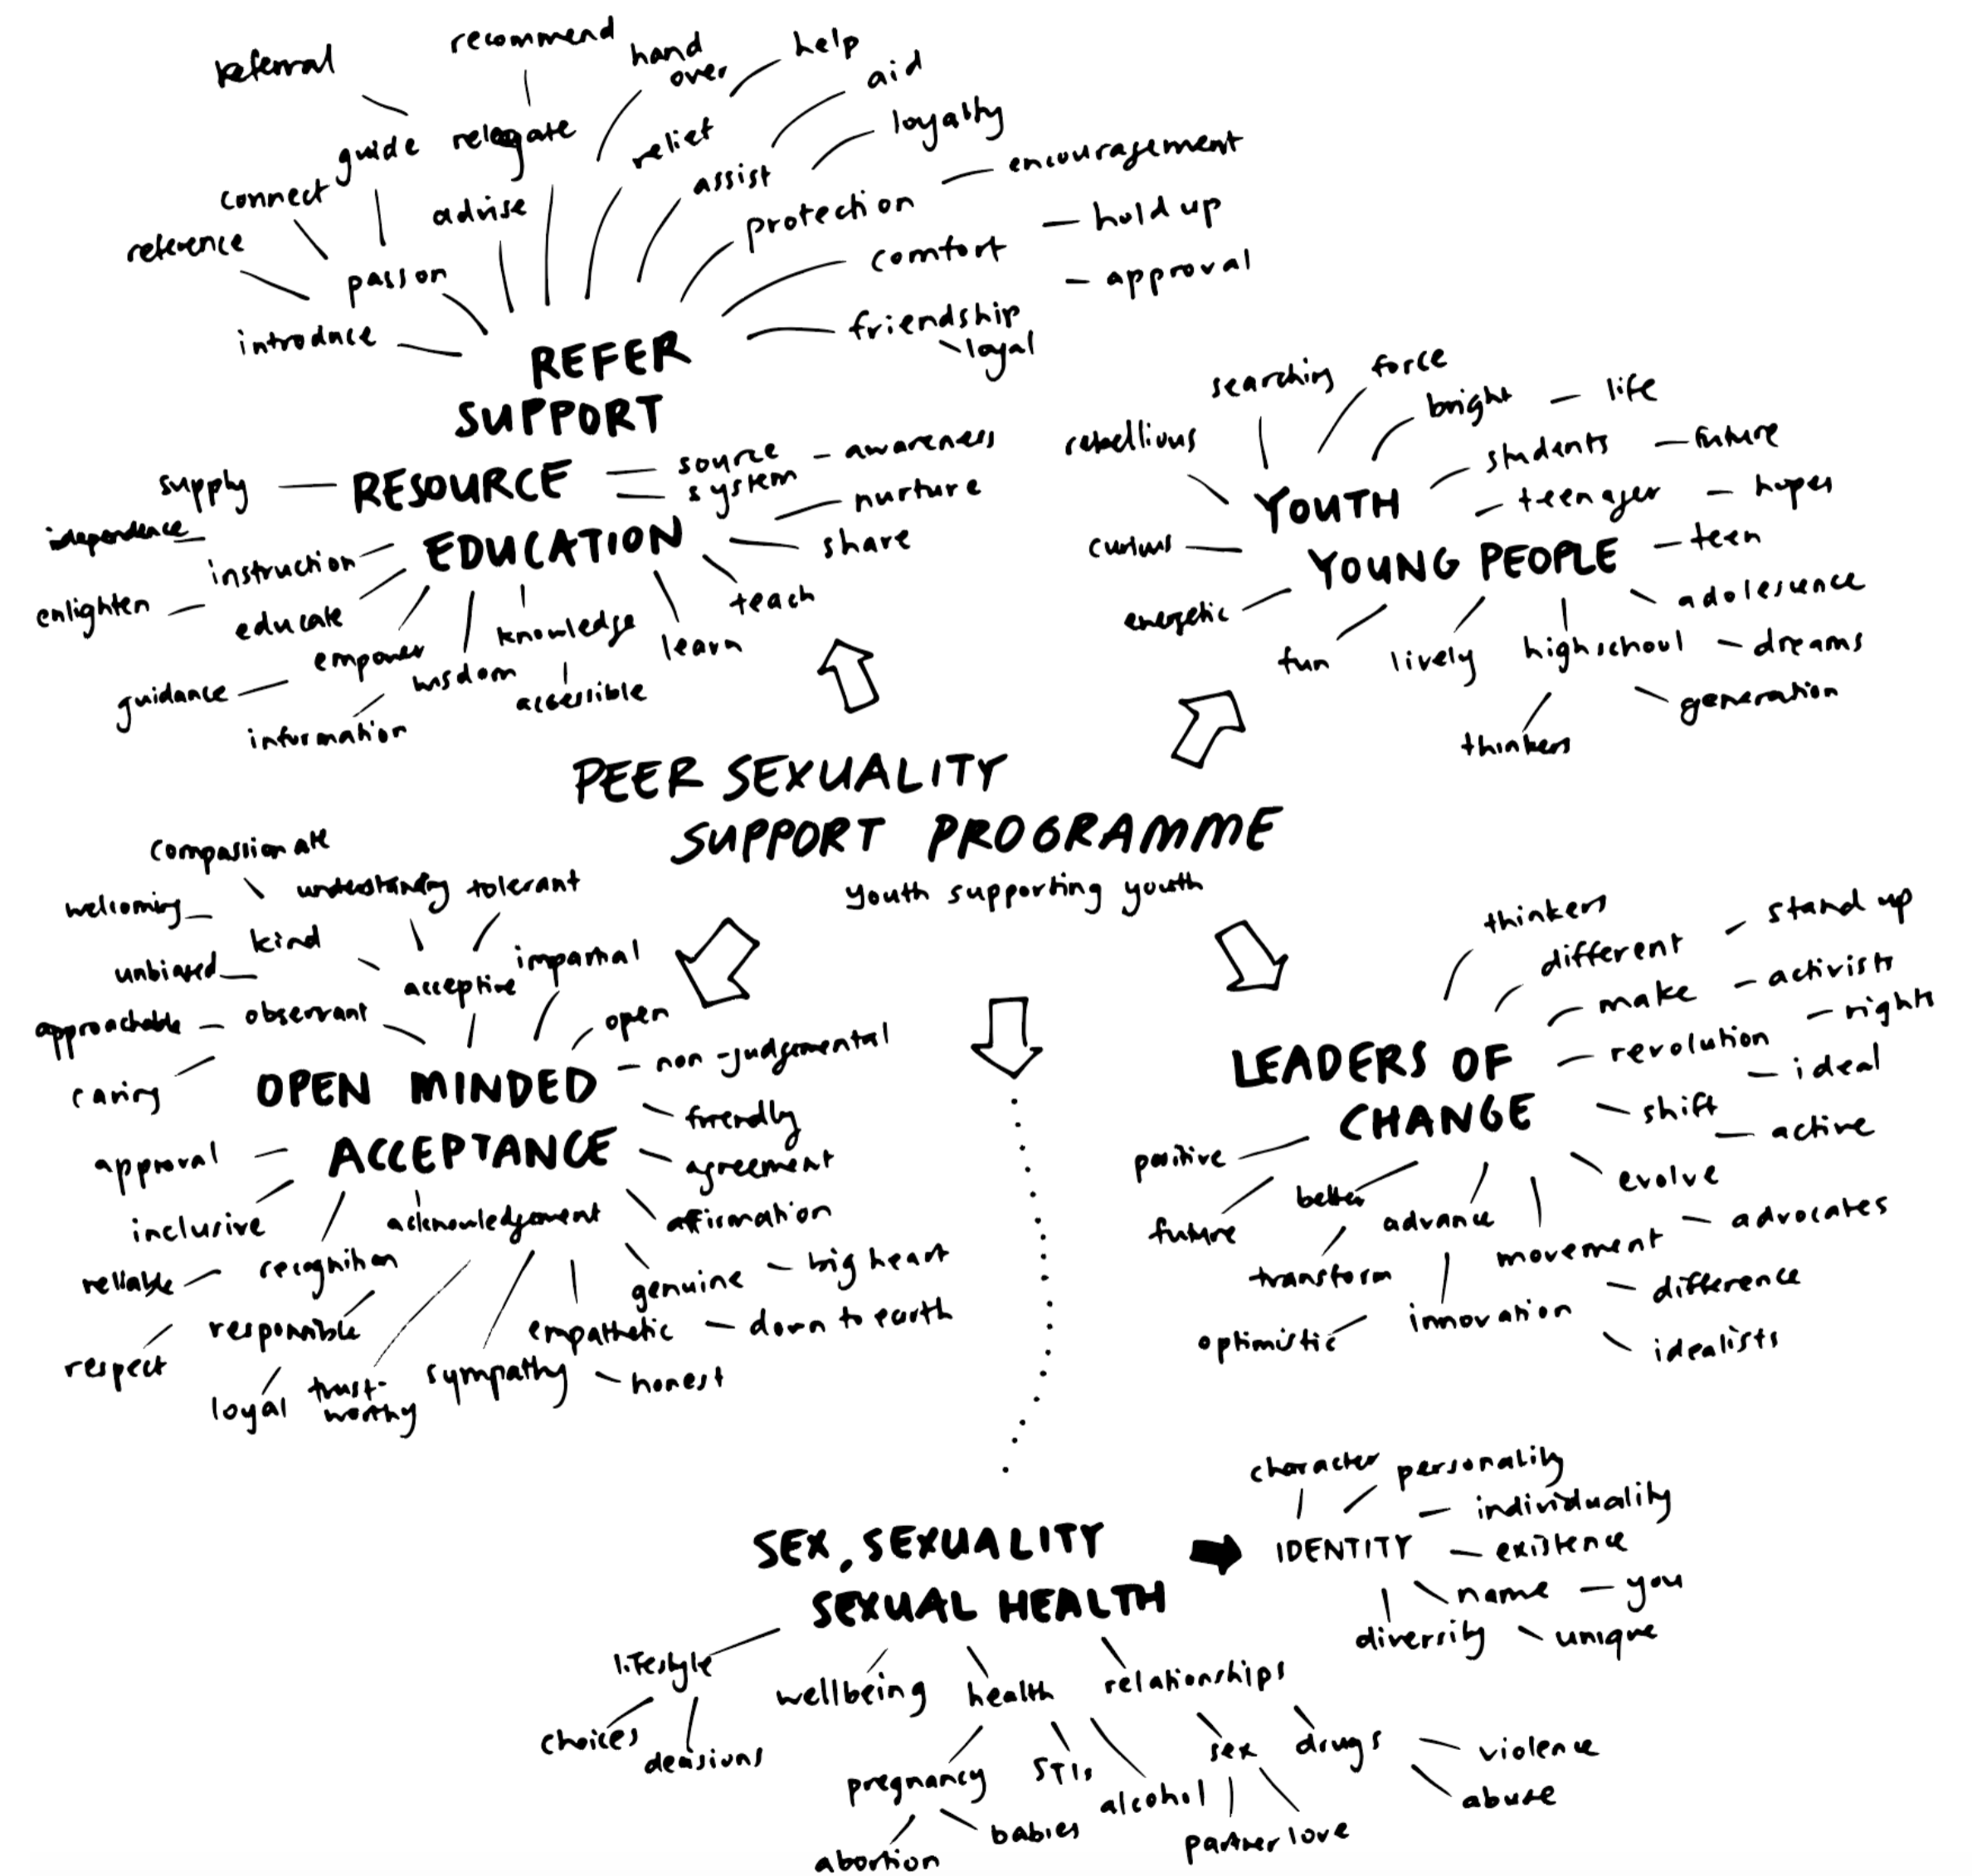 recommend
hand
over
help
referral
aid
guide
relegate
relief
loyalty
encouragement
connect
advise
assist
protection
hold up
reference
comfort
approval
pass on
introduce
friendship
loyal
REFER
SUPPORT
supply
RESOURCE
source
system
awareness
nurture
independence
instruction
EDUCATION
share
enlighten
educate
knowledge
teach
empower
wisdom
learn
guidance
accessible
information
searching
force
bright
life
rebellious
students
future
YOUTH
teenager
hopes
curious
YOUNG PEOPLE
teen
energetic
adolesence
fun
lively
highschool
dreams
generation
thinkers
PEER SEXUALITY
SUPPORT PROGRAMME
youth supporting youth
compassionate
understanding
tolerant
welcoming
kind
unbiased
acceptive
impartial
approachable
observant
open
non-judgemental
caring
OPEN MINDED
friendly
approval
ACCEPTANCE
agreement
inclusive
acknowledgement
affirmation
reliable
recognition
genuine
big heart
respect
responsible
empathetic
down to earth
loyal
trust-
worthy
sympathy
honest
thinkers
different
stand up
make
activists
rights
LEADERS OF
revolution
ideal
CHANGE
shift
active
positive
better
evolve
future
advance
advocates
transform
movement
difference
optimistic
innovation
idealists
SEX, SEXUALITY
SEXUAL HEALTH
character
personality
individuality
IDENTITY
existence
name
you
diversity
unique
lifestyle
wellbeing
health
relationships
choices
decisions
pregnancy
STIs
alcohol
sex
drugs
violence
abuse
abortion
babies
partner
love